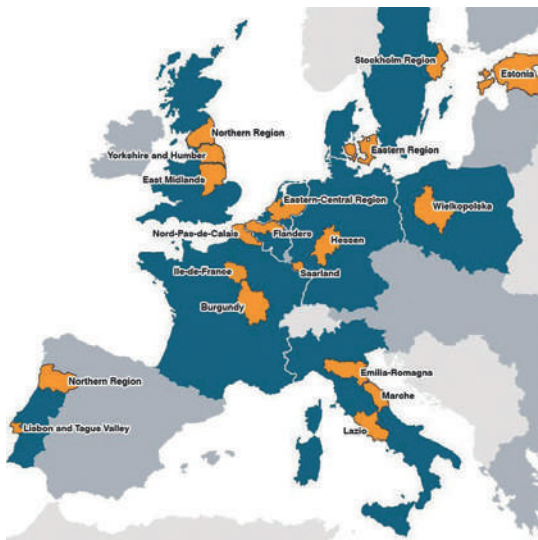 Stockholm Region
Estonia
Northern Region
Yorkshire and Humber
Eastern Region
East Midlands
Eastern-Central Region
Wielkopolska
Nord-Pas-de-Calais
Flanders
Hessen
Ile-de-France
Saarland
Burgundy
Emilia-Romagna
Northern Region
Marche
Lisbon and Tagus Valley
Lazio